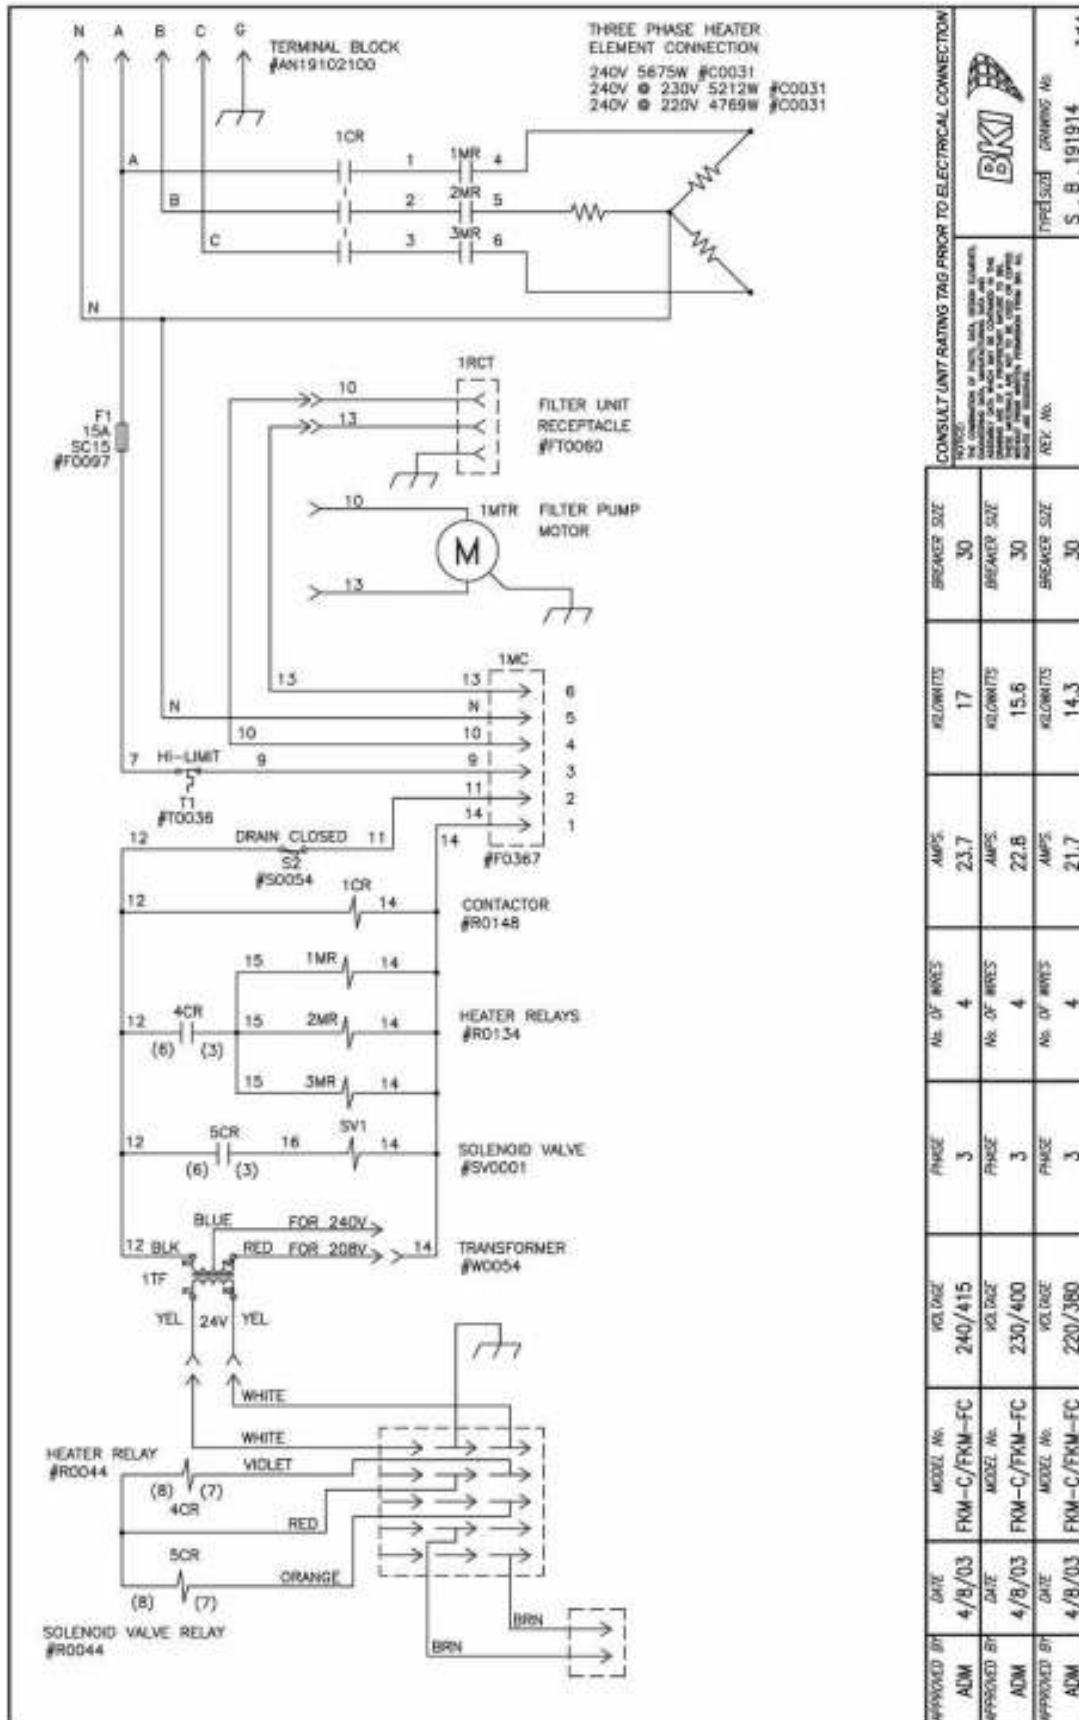 N A B C G
TERMINAL BLOCK
#AN19102100
THREE PHASE HEATER
ELEMENT CONNECTION
240V 5675W #C0031
240V @ 230V 5212W #C0031
240V @ 220V 4769W #C0031
1CR
A 1 1MR 4
B 2 2MR 5
C 3 3MR 6
N
1RCT
10
13
FILTER UNIT
RECEPTACLE
#FT0060
F1
15A
SC15
#F0097
10
1MTR FILTER PUMP
MOTOR
M
13
1MC
13 13 6
N N 5
10 10 4
7 HI-LIMIT 9 9 3
T1
#T0036
11 2
14 1
12 DRAIN CLOSED 11 14
S2
#S0054
#F0367
1CR
12 14
CONTACTOR
#R0148
15 1MR 14
4CR
12 15 2MR 14
(6) (3)
HEATER RELAYS
#R0134
15 3MR 14
5CR SV1
12 16 14
(6) (3)
SOLENOID VALVE
#SV0001
BLUE FOR 240V
12 BLK RED FOR 208V 14
TRANSFORMER
#W0054
1TF
YEL 24V YEL
WHITE
WHITE
HEATER RELAY
#R0044
VIOLET
(8) (7)
4CR
RED
5CR
ORANGE
(8) (7)
SOLENOID VALVE RELAY
#R0044
BRN
BRN
CONSULT UNIT RATING TAG PRIOR TO ELECTRICAL CONNECTION
NOTICE:
BKI
REV. No.
TYPE SIZE DRAWING No.
S B 191914
APPROVED BY DATE MODEL No. VOLTAGE PHASE No. OF WIRES AMPS. KILOWATTS BREAKER SIZE
ADM 4/8/03 FKM-C/FKM-FC 240/415 3 4 23.7 17 30
APPROVED BY DATE MODEL No. VOLTAGE PHASE No. OF WIRES AMPS. KILOWATTS BREAKER SIZE
ADM 4/8/03 FKM-C/FKM-FC 230/400 3 4 22.8 15.6 30
APPROVED BY DATE MODEL No. VOLTAGE PHASE No. OF WIRES AMPS. KILOWATTS BREAKER SIZE
ADM 4/8/03 FKM-C/FKM-FC 220/380 3 4 21.7 14.3 30